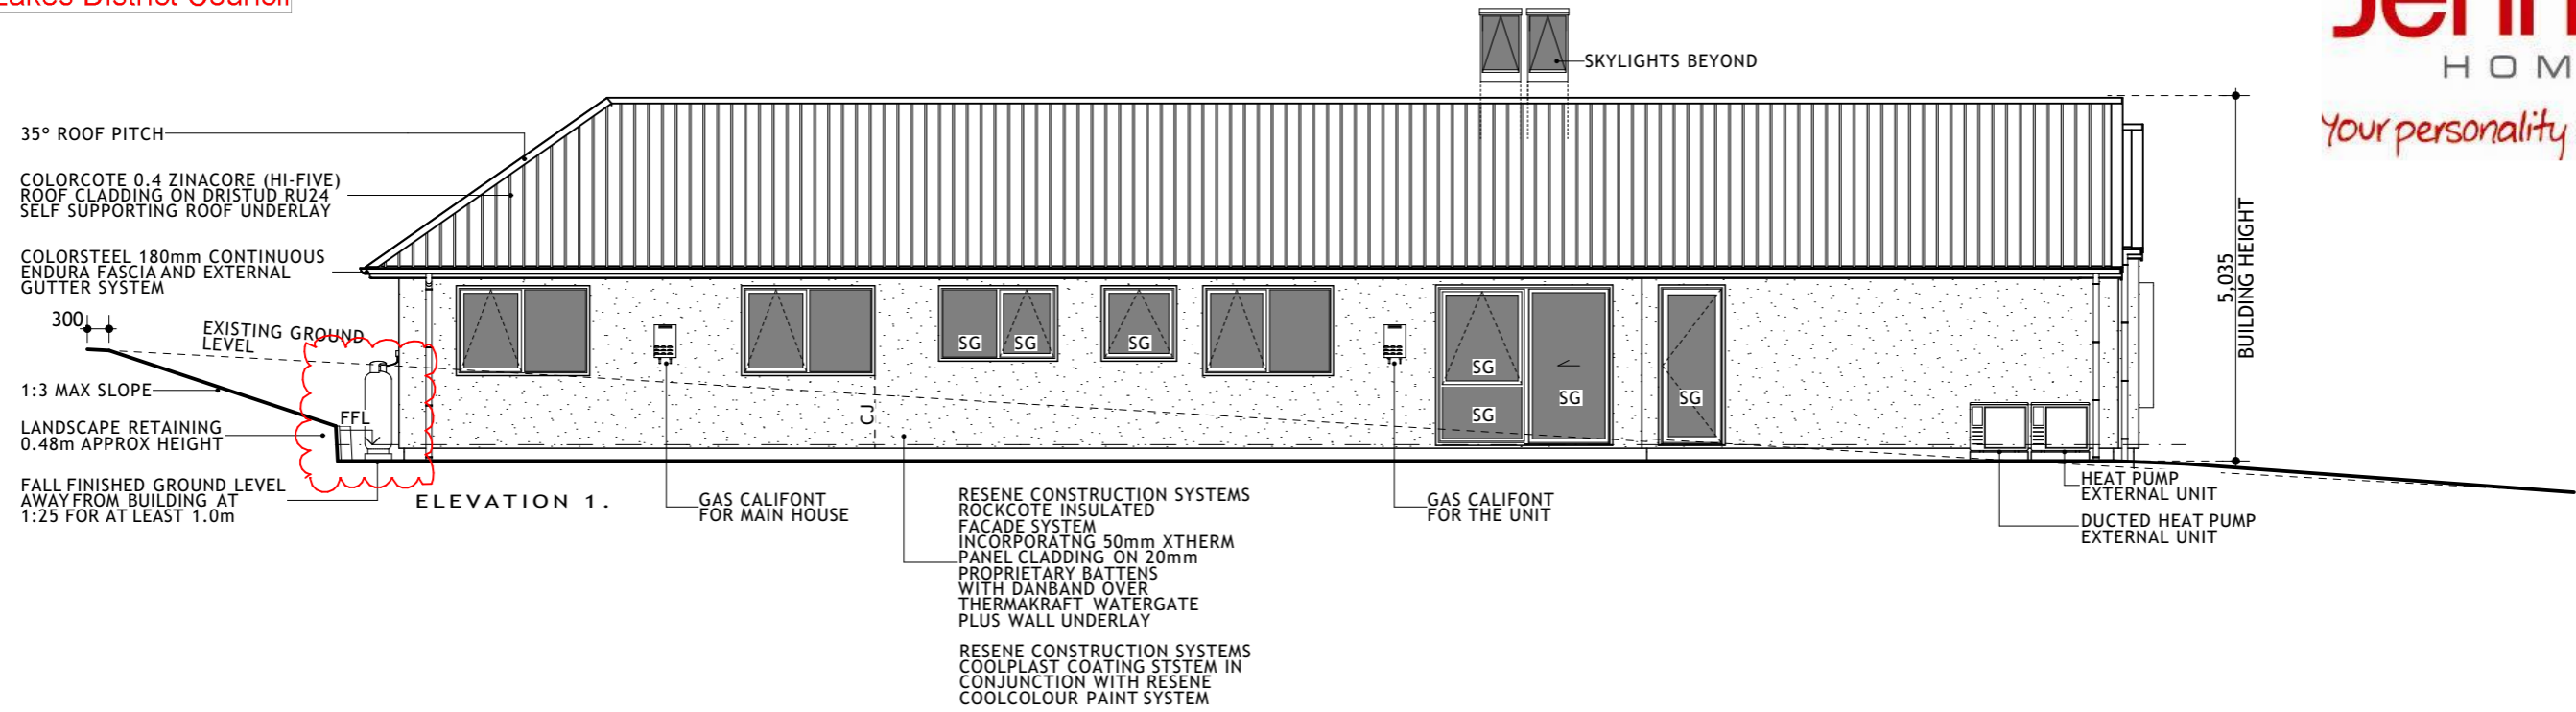 Lakes District Council
HOM
your personality
SKYLIGHTS BEYOND
35° ROOF PITCH
COLORCOTE 0.4 ZINACORE (HI-FIVE)
ROOF CLADDING ON DRISTUD RU24
SELF SUPPORTING ROOF UNDERLAY
COLORSTEEL 180mm CONTINUOUS
ENDURA FASCIA AND EXTERNAL
GUTTER SYSTEM
300
EXISTING GROUND
LEVEL
1:3 MAX SLOPE
FFL
LANDSCAPE RETAINING
0.48m APPROX HEIGHT
FALL FINISHED GROUND LEVEL
AWAY FROM BUILDING AT
1:25 FOR AT LEAST 1.0m
ELEVATION 1.
SG
SG
SG
SG
SG
SG
SG
CJ
5,035
BUILDING HEIGHT
GAS CALIFONT
FOR MAIN HOUSE
RESENE CONSTRUCTION SYSTEMS
ROCKCOTE INSULATED
FACADE SYSTEM
INCORPORATNG 50mm XTHERM
PANEL CLADDING ON 20mm
PROPRIETARY BATTENS
WITH DANBAND OVER
THERMAKRAFT WATERGATE
PLUS WALL UNDERLAY
RESENE CONSTRUCTION SYSTEMS
COOLPLAST COATING STSTEM IN
CONJUNCTION WITH RESENE
COOLCOLOUR PAINT SYSTEM
GAS CALIFONT
FOR THE UNIT
HEAT PUMP
EXTERNAL UNIT
DUCTED HEAT PUMP
EXTERNAL UNIT